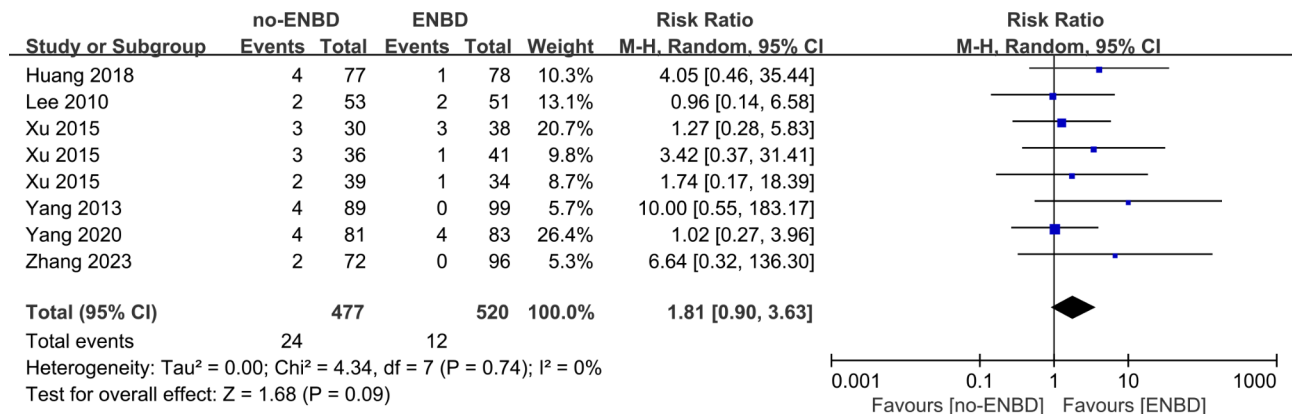 no-ENBD ENBD Risk Ratio Risk Ratio
Study or Subgroup Events Total Events Total Weight M-H, Random, 95% CI M-H, Random, 95% CI
Huang 2018 4 77 1 78 10.3% 4.05 [0.46, 35.44]
Lee 2010 2 53 2 51 13.1% 0.96 [0.14, 6.58]
Xu 2015 3 30 3 38 20.7% 1.27 [0.28, 5.83]
Xu 2015 3 36 1 41 9.8% 3.42 [0.37, 31.41]
Xu 2015 2 39 1 34 8.7% 1.74 [0.17, 18.39]
Yang 2013 4 89 0 99 5.7% 10.00 [0.55, 183.17]
Yang 2020 4 81 4 83 26.4% 1.02 [0.27, 3.96]
Zhang 2023 2 72 0 96 5.3% 6.64 [0.32, 136.30]
Total (95% CI) 477 520 100.0% 1.81 [0.90, 3.63]
Total events 24 12
Heterogeneity: Tau² = 0.00; Chi² = 4.34, df = 7 (P = 0.74); I² = 0%
Test for overall effect: Z = 1.68 (P = 0.09)
0.001 0.1 1 10 1000
Favours [no-ENBD] Favours [ENBD]